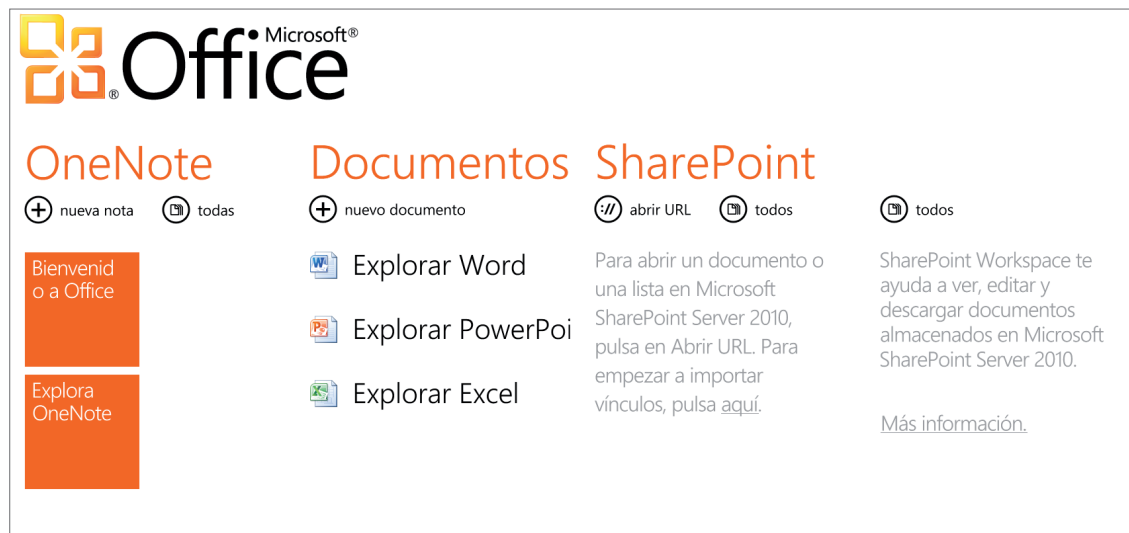 Microsoft®
® Office
OneNote
nueva nota
todas
Bienvenid
o a Office
Explora
OneNote
Documentos
nuevo documento
Explorar Word
Explorar PowerPoi
Explorar Excel
SharePoint
:// abrir URL
todos
Para abrir un documento o
una lista en Microsoft
SharePoint Server 2010,
pulsa en Abrir URL. Para
empezar a importar
vínculos, pulsa aquí.
todos
SharePoint Workspace te
ayuda a ver, editar y
descargar documentos
almacenados en Microsoft
SharePoint Server 2010.
Más información.